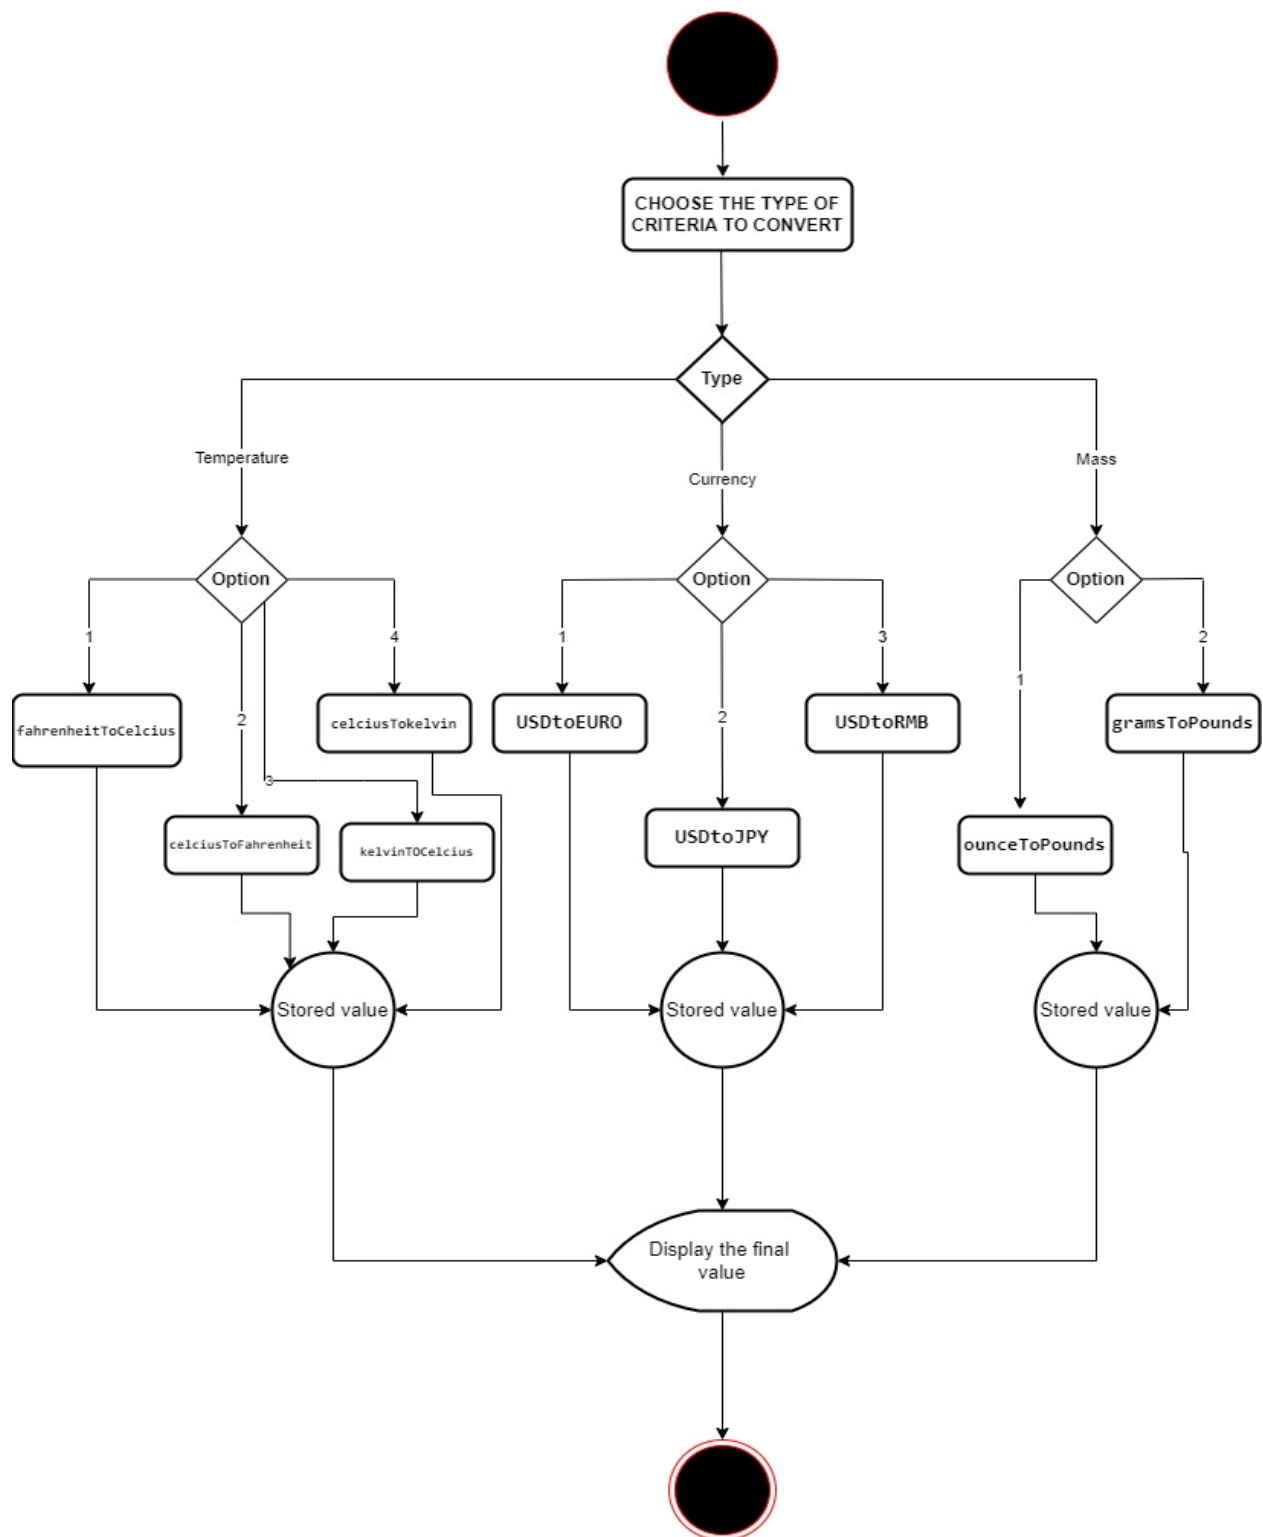 CHOOSE THE TYPE OF
CRITERIA TO CONVERT
Type
Temperature
Currency
Mass
Option
Option
Option
1
4
1
3
1
2
2
2
3
fahrenheitToCelcius
celciusTokelvin
USDtoEURO
USDtoRMB
gramsToPounds
celciusToFahrenheit
kelvinTOCelcius
USDtoJPY
ounceToPounds
Stored value
Stored value
Stored value
Display the final
value